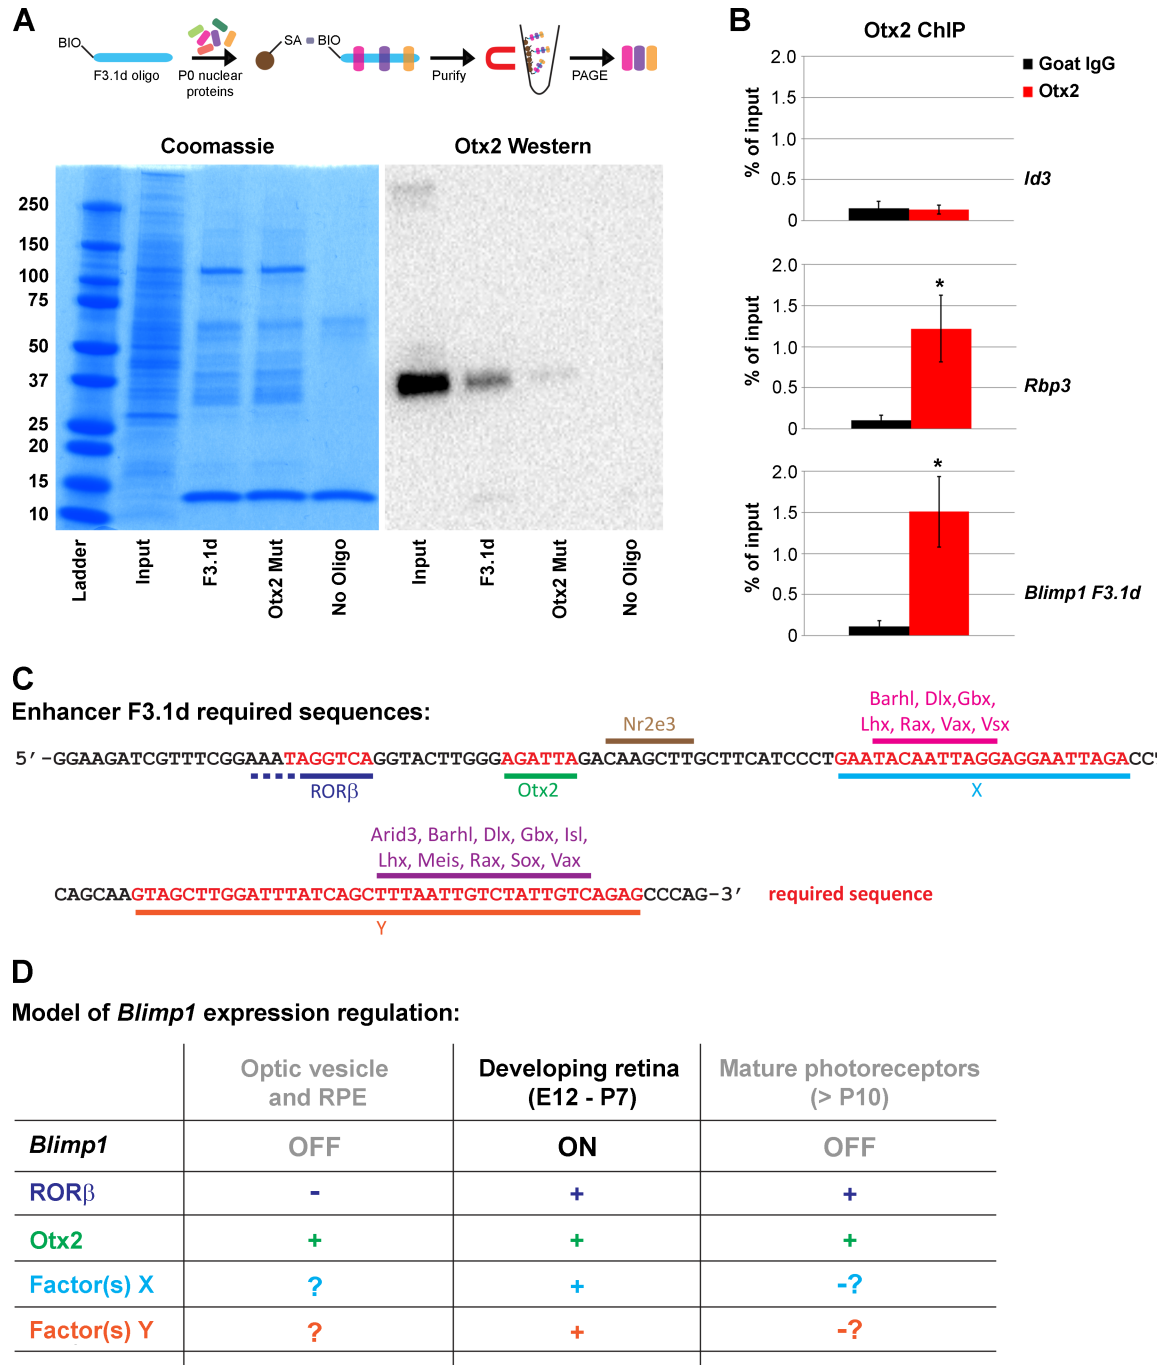 A
BIO
F3.1d oligo
P0 nuclear
proteins
SA
BIO
Purify
PAGE
Coomassie
Otx2 Western
250
150
100
75
50
37
25
20
15
10
Ladder
Input
F3.1d
Otx2 Mut
No Oligo
Input
F3.1d
Otx2 Mut
No Oligo
B
Otx2 ChIP
Goat IgG
Otx2
% of input
2.0
1.5
1.0
0.5
0
Id3
% of input
2.0
1.5
1.0
0.5
0
*
Rbp3
% of input
2.0
1.5
1.0
0.5
0
*
Blimp1 F3.1d
C
Enhancer F3.1d required sequences:
Barhl, Dlx,Gbx,
Lhx, Rax, Vax, Vsx
Nr2e3
5′-GGAAGATCGTTTCGGAAATAGGTCAGGTACTTGGGAGATTAGACAAGCTTGCTTCATCCCTGAATACAATTAGGAGGAATTAGACCT
RORβ
Otx2
X
Arid3, Barhl, Dlx, Gbx, Isl,
Lhx, Meis, Rax, Sox, Vax
CAGCAAGTAGCTTGGATTTATCAGCTTTAATTGTCTATTGTCAGAGCCCAG-3′ required sequence
Y
D
Model of Blimp1 expression regulation:
Optic vesicle
and RPE
Developing retina
(E12 - P7)
Mature photoreceptors
(> P10)
Blimp1 OFF ON OFF
RORβ - + +
Otx2 + + +
Factor(s) X ? + -?
Factor(s) Y ? + -?